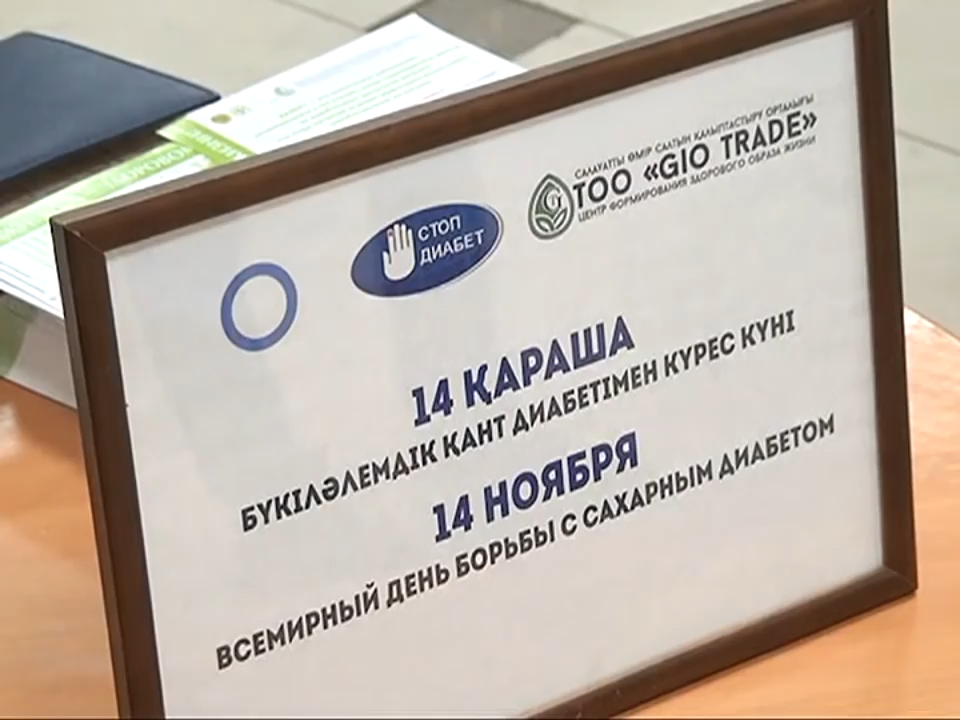 СТОП
ДИАБЕТ
САЛАУАТТЫ ӨМІР САЛТЫН ҚАЛЫПТАСТЫРУ ОРТАЛЫҒЫ
ТОО «GIO TRADE»
ЦЕНТР ФОРМИРОВАНИЯ ЗДОРОВОГО ОБРАЗА ЖИЗНИ
14 ҚАРАША
БҮКІЛӘЛЕМДІК ҚАНТ ДИАБЕТІМЕН КҮРЕС КҮНІ
14 НОЯБРЯ
ВСЕМИРНЫЙ ДЕНЬ БОРЬБЫ С САХАРНЫМ ДИАБЕТОМ